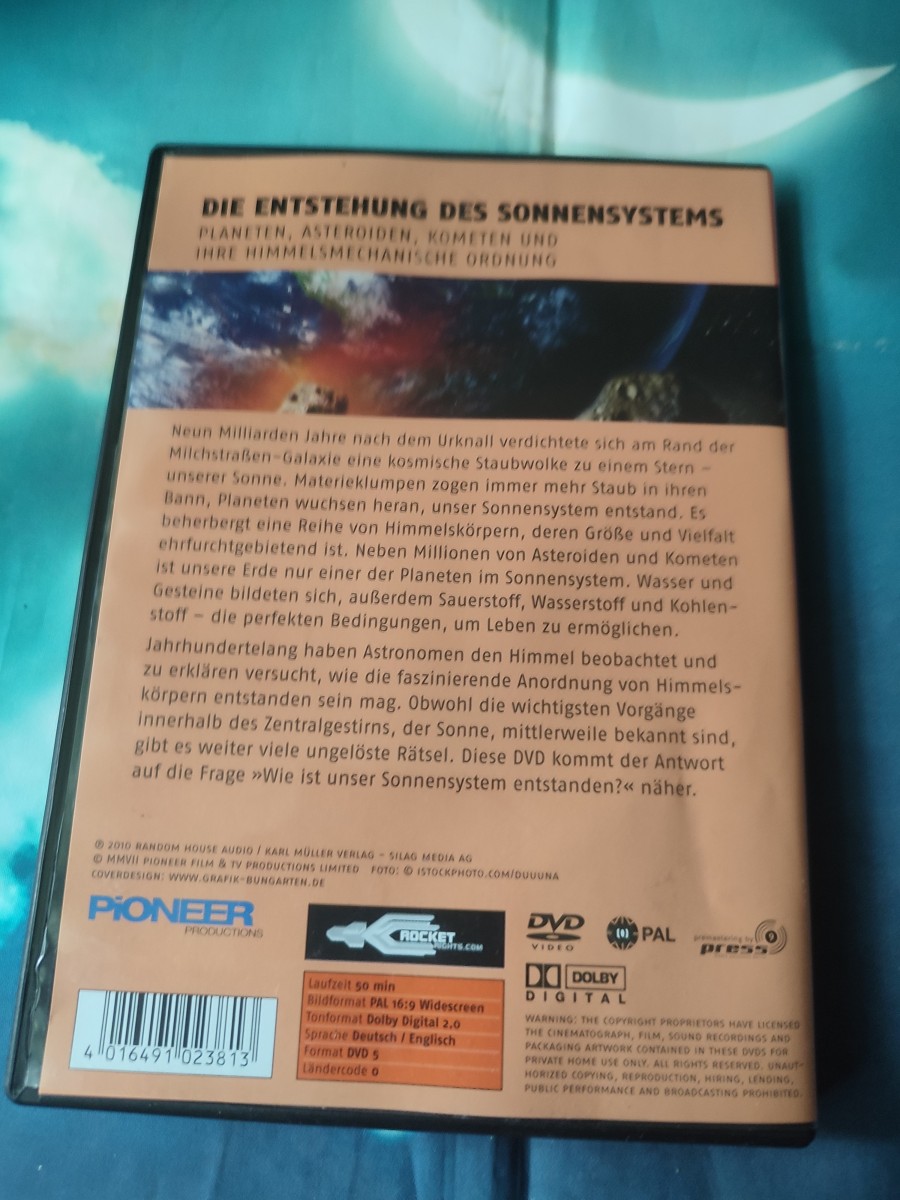 DIE ENTSTEHUNG DES SONNENSYSTEMS
PLANETEN, ASTEROIDEN, KOMETEN UND
IHRE HIMMELSMECHANISCHE ORDNUNG
Neun Milliarden Jahre nach dem Urknall verdichtete sich am Rand der
Milchstraßen-Galaxie eine kosmische Staubwolke zu einem Stern –
unserer Sonne. Materieklumpen zogen immer mehr Staub in ihren
Bann, Planeten wuchsen heran, unser Sonnensystem entstand. Es
beherbergt eine Reihe von Himmelskörpern, deren Größe und Vielfalt
ehrfurchtgebietend ist. Neben Millionen von Asteroiden und Kometen
ist unsere Erde nur einer der Planeten im Sonnensystem. Wasser und
Gesteine bildeten sich, außerdem Sauerstoff, Wasserstoff und Kohlen-
stoff – die perfekten Bedingungen, um Leben zu ermöglichen.
Jahrhundertelang haben Astronomen den Himmel beobachtet und
zu erklären versucht, wie die faszinierende Anordnung von Himmels-
körpern entstanden sein mag. Obwohl die wichtigsten Vorgänge
innerhalb des Zentralgestirns, der Sonne, mittlerweile bekannt sind,
gibt es weiter viele ungelöste Rätsel. Diese DVD kommt der Antwort
auf die Frage »Wie ist unser Sonnensystem entstanden?« näher.
℗ 2010 RANDOM HOUSE AUDIO / KARL MÜLLER VERLAG – SILAG MEDIA AG
© MMVII PIONEER FILM & TV PRODUCTIONS LIMITED FOTO: © ISTOCKPHOTO.COM/DUUUNA
COVERDESIGN: WWW.GRAFIK-BUNGARTEN.DE
PIONEER
PRODUCTIONS
ROCKET
RIGHTS.COM
DVD
VIDEO
0
PAL
premastering by
press
9
DOLBY
DIGITAL
Laufzeit 50 min
Bildformat PAL 16:9 Widescreen
Tonformat Dolby Digital 2.0
Sprache Deutsch / Englisch
Format DVD 5
Ländercode 0
4 016491 023813
WARNING: THE COPYRIGHT PROPRIETORS HAVE LICENSED
THE CINEMATOGRAPH, FILM, SOUND RECORDINGS AND
PACKAGING ARTWORK CONTAINED IN THESE DVDS FOR
PRIVATE HOME USE ONLY. ALL RIGHTS RESERVED. UNAUT-
HORIZED COPYING, REPRODUCTION, HIRING, LENDING,
PUBLIC PERFORMANCE AND BROADCASTING PROHIBITED.